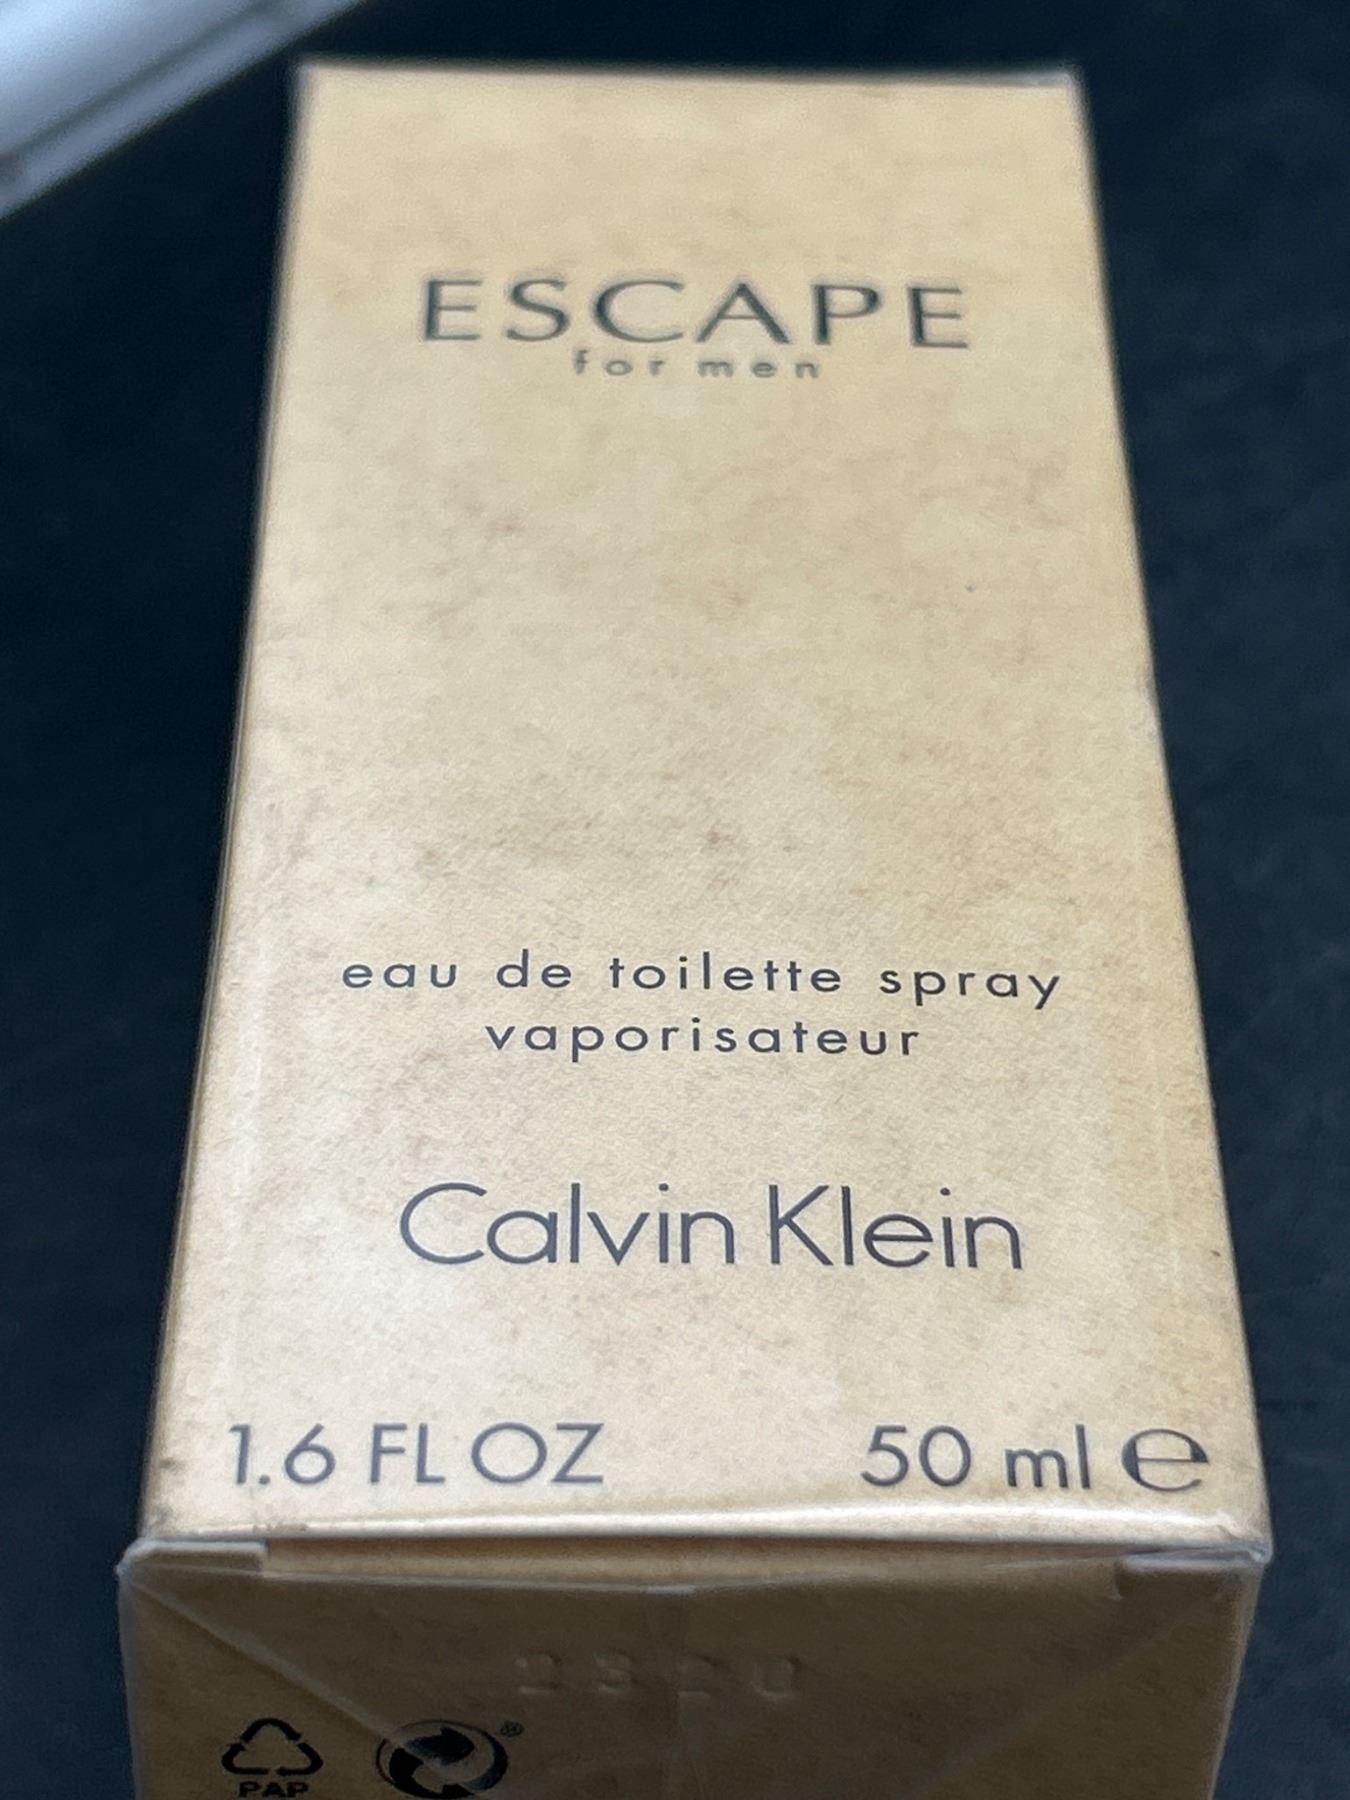 ESCAPE
for men
eau de toilette spray
vaporisateur
Calvin Klein
1.6 FL OZ 50 ml ℮
PAP